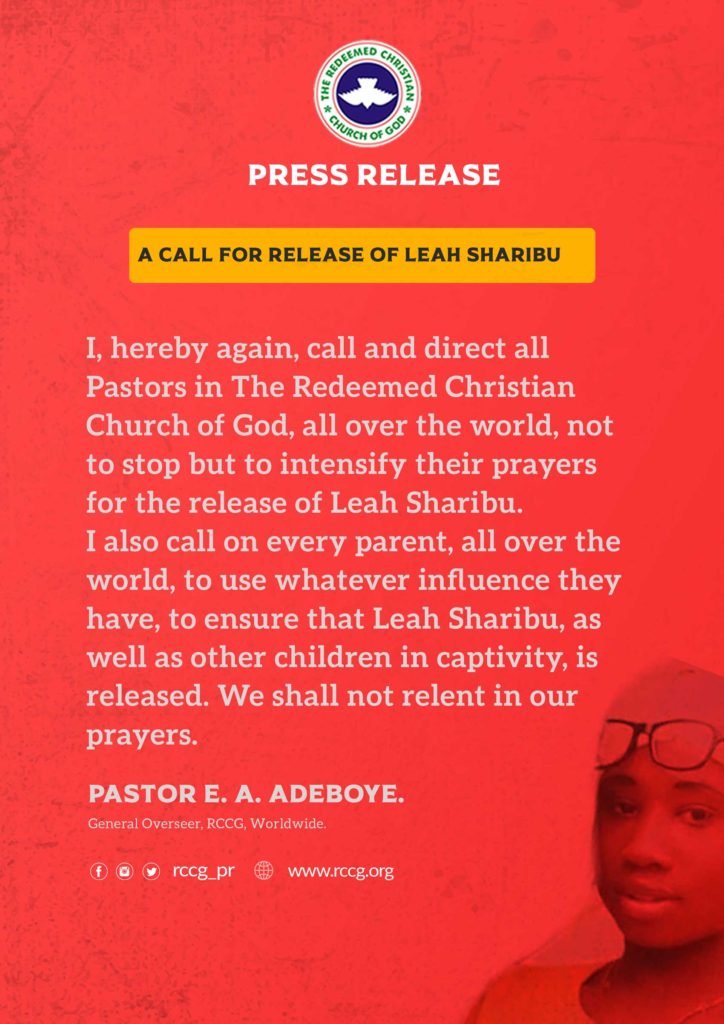 THE REDEEMED CHRISTIAN
CHURCH OF GOD
PRESS RELEASE
A CALL FOR RELEASE OF LEAH SHARIBU
I, hereby again, call and direct all
Pastors in The Redeemed Christian
Church of God, all over the world, not
to stop but to intensify their prayers
for the release of Leah Sharibu.
I also call on every parent, all over the
world, to use whatever influence they
have, to ensure that Leah Sharibu, as
well as other children in captivity, is
released. We shall not relent in our
prayers.
PASTOR E. A. ADEBOYE.
General Overseer, RCCG, Worldwide.
rccg_pr www.rccg.org